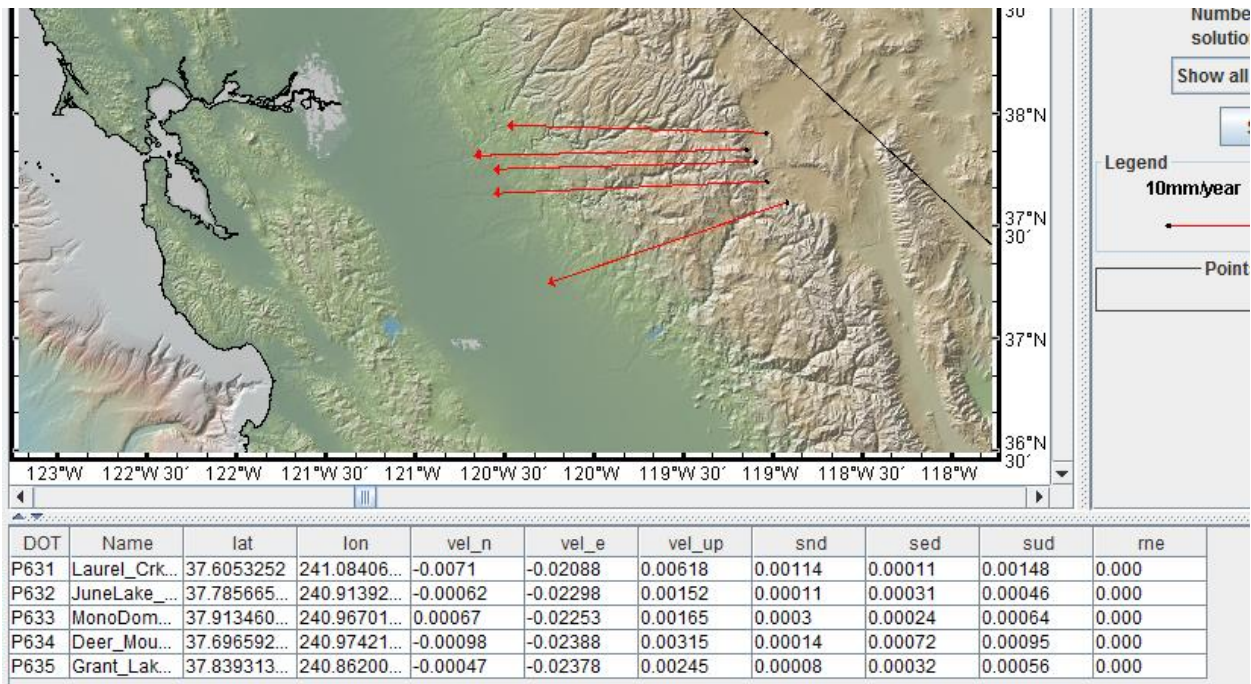 30′
38°N
37°N
30′
37°N
36°N
30′
123°W 122°W 30′ 122°W 121°W 30′ 121°W 120°W 30′ 120°W 119°W 30′ 119°W 118°W 30′ 118°W
Numbe
solutio
Show all
Legend
10mm/year
Point
DOT Name lat lon vel_n vel_e vel_up snd sed sud rne
P631 Laurel_Crk... 37.6053252 241.08406... -0.0071 -0.02088 0.00618 0.00114 0.00011 0.00148 0.000
P632 JuneLake_... 37.785665... 240.91392... -0.00062 -0.02298 0.00152 0.00011 0.00031 0.00046 0.000
P633 MonoDom... 37.913460... 240.96701... 0.00067 -0.02253 0.00165 0.0003 0.00024 0.00064 0.000
P634 Deer_Mou... 37.696592... 240.97421... -0.00098 -0.02388 0.00315 0.00014 0.00072 0.00095 0.000
P635 Grant_Lak... 37.839313... 240.86200... -0.00047 -0.02378 0.00245 0.00008 0.00032 0.00056 0.000